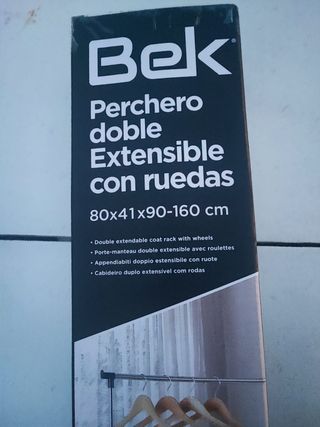 Bek®
Perchero
doble
Extensible
con ruedas
80x41x90-160 cm
• Double extendable coat rack with wheels
• Porte-manteau double extensible avec roulettes
• Appendiabiti doppio estensibile con ruote
• Cabideiro duplo extensível com rodas